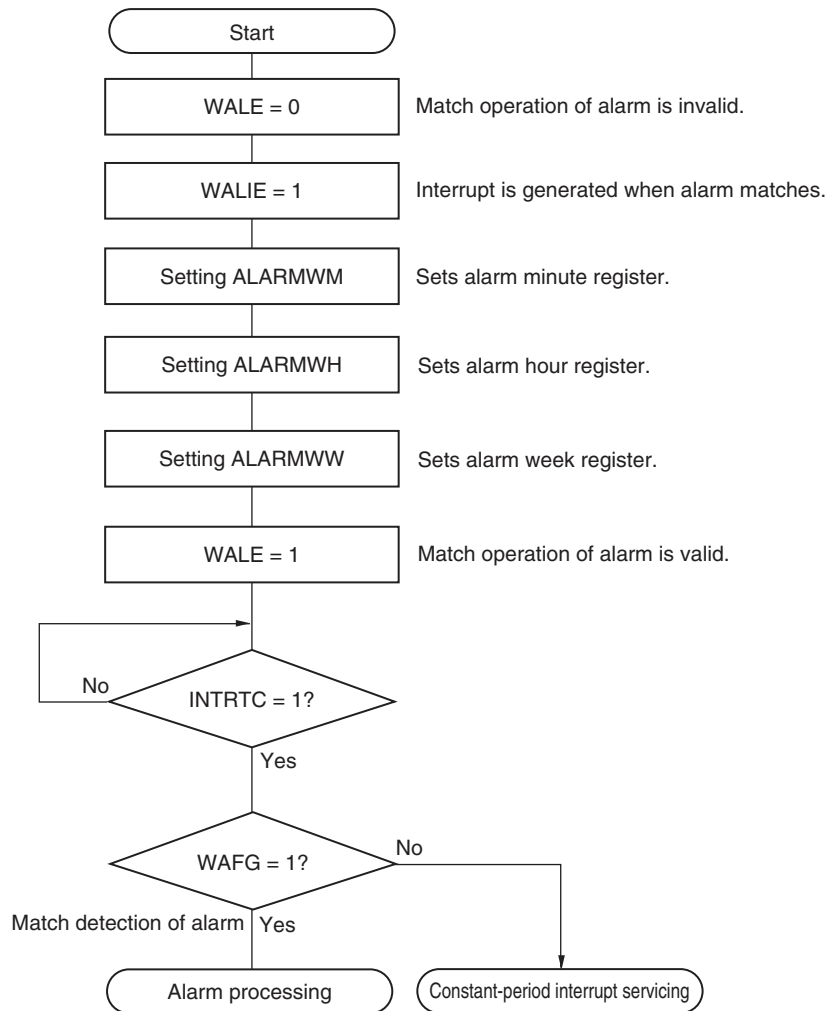 Start
WALE = 0
Match operation of alarm is invalid.
WALIE = 1
Interrupt is generated when alarm matches.
Setting ALARMWM
Sets alarm minute register.
Setting ALARMWH
Sets alarm hour register.
Setting ALARMWW
Sets alarm week register.
WALE = 1
Match operation of alarm is valid.
No
INTRTC = 1?
Yes
No
WAFG = 1?
Match detection of alarm
Yes
Alarm processing
Constant-period interrupt servicing